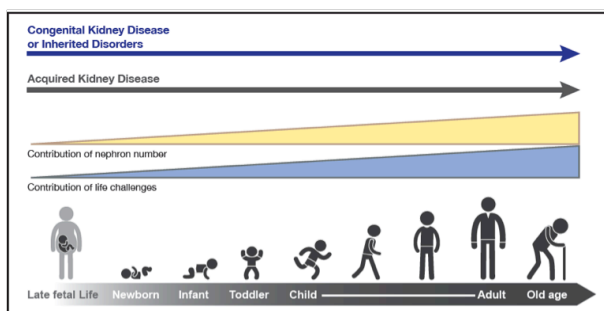 Congenital Kidney Disease
or Inherited Disorders
Acquired Kidney Disease
Contribution of nephron number
Contribution of life challenges
Late fetal Life Newborn Infant Toddler Child Adult Old age